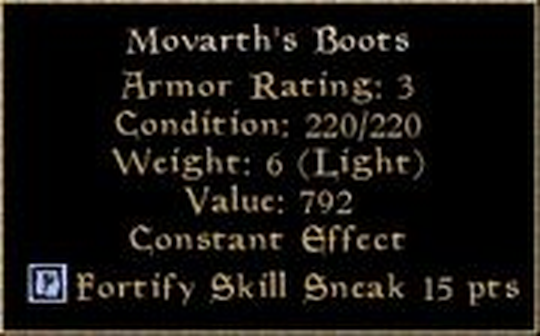 Movarth's Boots
Armor Rating: 3
Condition: 220/220
Weight: 6 (Light)
Value: 792
Constant Effect
Fortify Skill Sneak 15 pts